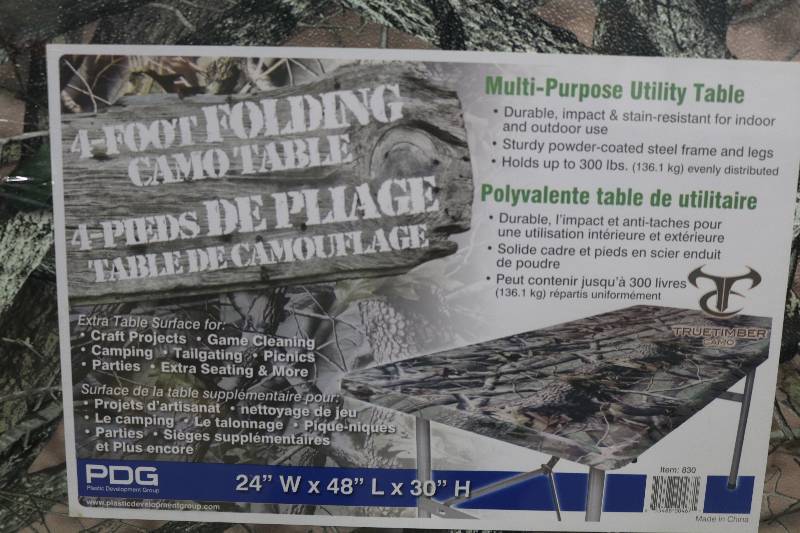 4-FOOT FOLDING
CAMO TABLE
4-PIEDS DE PLIAGE
TABLE DE CAMOUFLAGE
Multi-Purpose Utility Table
• Durable, impact & stain-resistant for indoor
and outdoor use
• Sturdy powder-coated steel frame and legs
• Holds up to 300 lbs. (136.1 kg) evenly distributed
Polyvalente table de utilitaire
• Durable, l'impact et anti-taches pour
une utilisation intérieure et extérieure
• Solide cadre et pieds en scier enduit
de poudre
• Peut contenir jusqu'à 300 livres
(136.1 kg) répartis uniformément
TRUETIMBER
CAMO
Extra Table Surface for:
• Craft Projects • Game Cleaning
• Camping • Tailgating • Picnics
• Parties • Extra Seating & More
Surface de la table supplémentaire pour:
• Projets d'artisanat • nettoyage de jeu
• Le camping • Le talonnage • Pique-niques
• Parties • Sièges supplémentaires
et Plus encore
PDG
Plastic Development Group
www.plasticdevelopmentgroup.com
24” W x 48” L x 30” H
Item: 830
Made in China